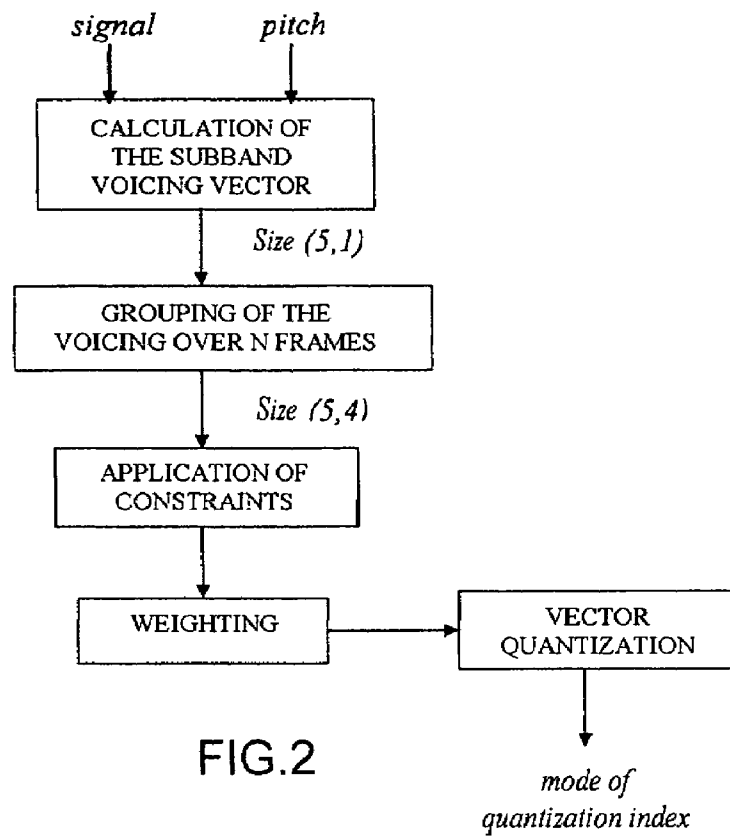 signal
pitch
CALCULATION OF
THE SUBBAND
VOICING VECTOR
Size (5,1)
GROUPING OF THE
VOICING OVER N FRAMES
Size (5,4)
APPLICATION OF
CONSTRAINTS
WEIGHTING
VECTOR
QUANTIZATION
FIG.2
mode of
quantization index